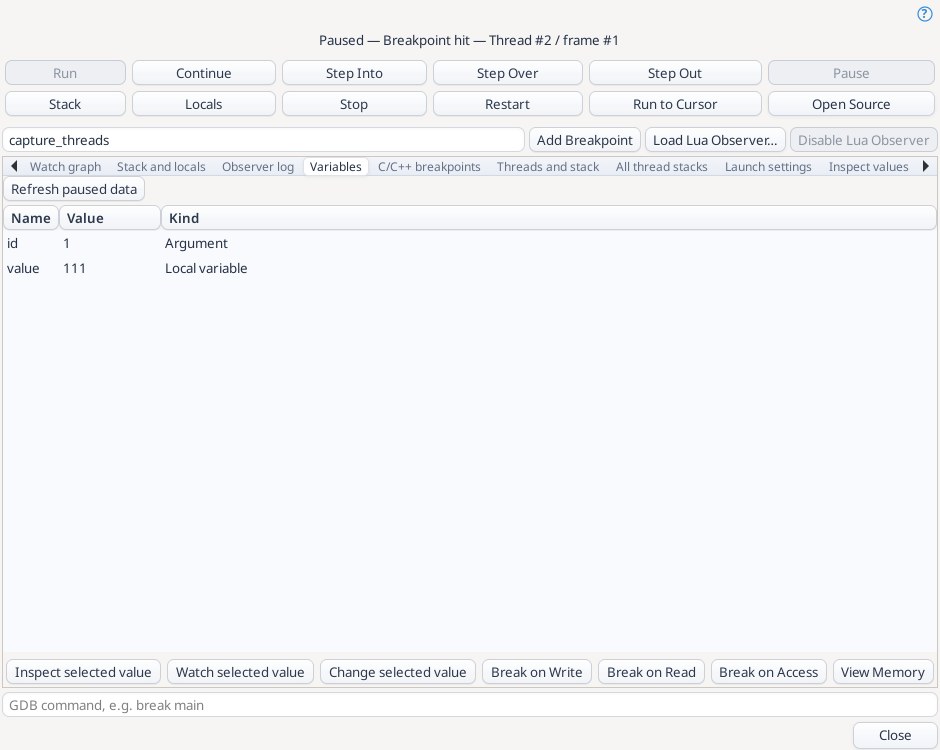 ?
Paused — Breakpoint hit — Thread #2 / frame #1
Run Continue Step Into Step Over Step Out Pause
Stack Locals Stop Restart Run to Cursor Open Source
capture_threads Add Breakpoint Load Lua Observer... Disable Lua Observer
Watch graph Stack and locals Observer log Variables C/C++ breakpoints Threads and stack All thread stacks Launch settings Inspect values
Refresh paused data
Name Value Kind
id 1 Argument
value 111 Local variable
Inspect selected value Watch selected value Change selected value Break on Write Break on Read Break on Access View Memory
GDB command, e.g. break main
Close